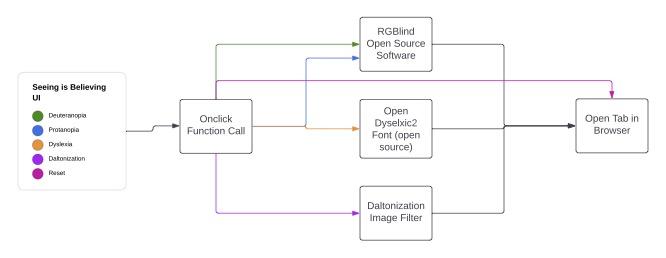 Seeing is Believing
UI
Deuteranopia
Protanopia
Dyslexia
Daltonization
Reset
Onclick
Function Call
RGBlind
Open Source
Software
Open
Dyselxic2
Font (open
source)
Daltonization
Image Filter
Open Tab in
Browser